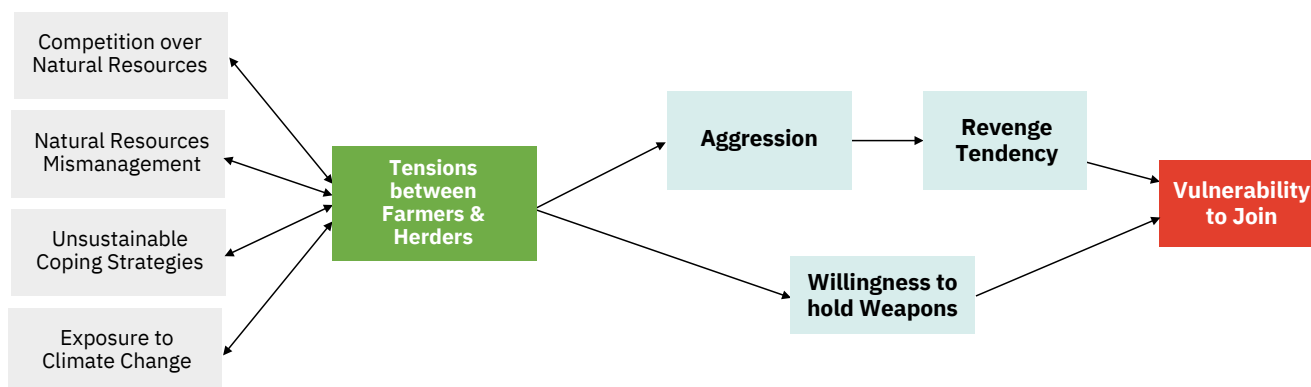 Competition over
Natural Resources
Natural Resources
Mismanagement
Unsustainable
Coping Strategies
Exposure to
Climate Change
Tensions
between
Farmers &
Herders
Aggression
Revenge
Tendency
Willingness to
hold Weapons
Vulnerability
to Join